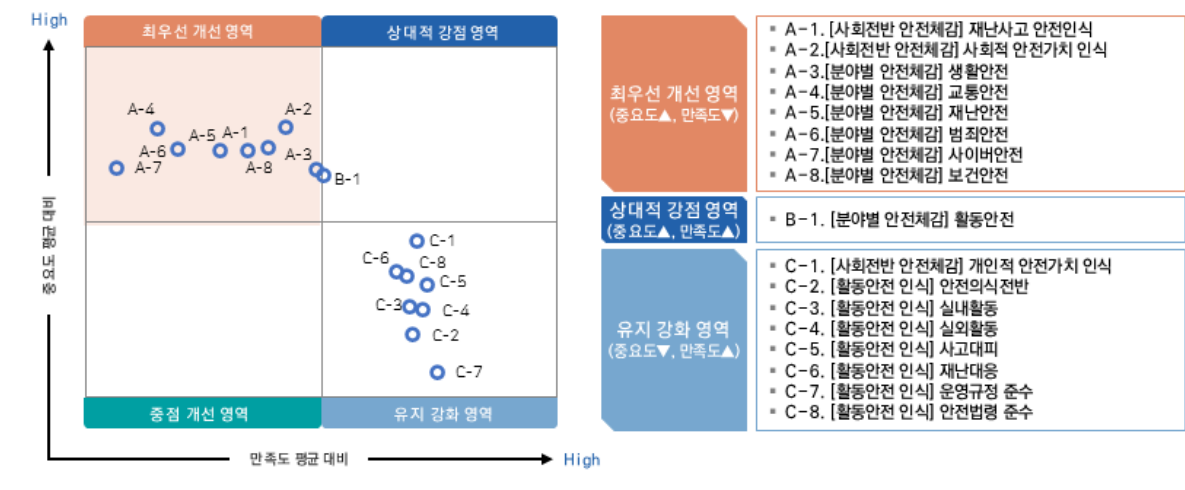 High
최우선 개선 영역
상대적 강점 영역
A-4
A-2
A-5
A-1
A-6
A-3
A-7
A-8
B-1
C-1
C-6
C-8
C-5
C-3
C-4
C-2
C-7
중요도 평균 대비
중점 개선 영역
유지 강화 영역
만족도 평균 대비
High
최우선 개선 영역
(중요도▲, 만족도▼)
▪ A-1. [사회전반 안전체감] 재난사고 안전인식
▪ A-2.[사회전반 안전체감] 사회적 안전가치 인식
▪ A-3.[분야별 안전체감] 생활안전
▪ A-4.[분야별 안전체감] 교통안전
▪ A-5.[분야별 안전체감] 재난안전
▪ A-6.[분야별 안전체감] 범죄안전
▪ A-7.[분야별 안전체감] 사이버안전
▪ A-8.[분야별 안전체감] 보건안전
상대적 강점 영역
(중요도▲, 만족도▲)
▪ B-1. [분야별 안전체감] 활동안전
유지 강화 영역
(중요도▼, 만족도▲)
▪ C-1. [사회전반 안전체감] 개인적 안전가치 인식
▪ C-2. [활동안전 인식] 안전의식전반
▪ C-3. [활동안전 인식] 실내활동
▪ C-4. [활동안전 인식] 실외활동
▪ C-5. [활동안전 인식] 사고대피
▪ C-6. [활동안전 인식] 재난대응
▪ C-7. [활동안전 인식] 운영규정 준수
▪ C-8. [활동안전 인식] 안전법령 준수